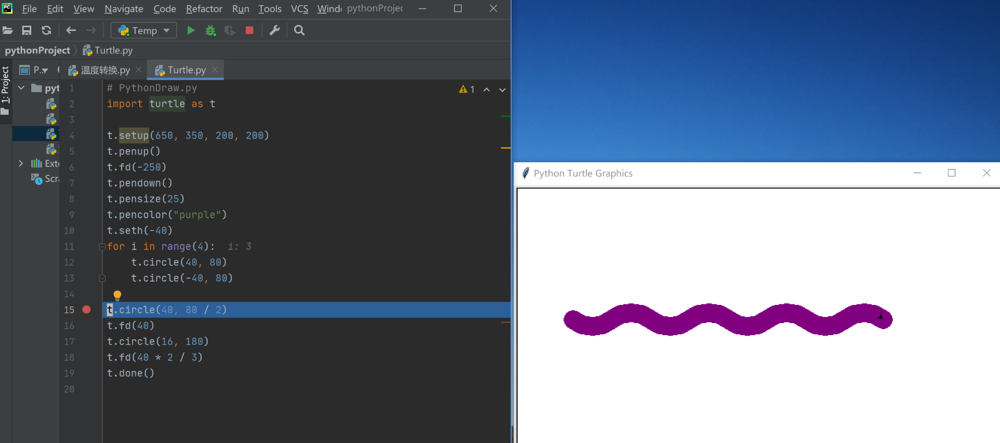 PC File Edit View Navigate Code Refactor Run Tools VCS Wind pythonProjec
Temp
pythonProject Turtle.py
P... 温度转换.py Turtle.py
1: Project
pyt
Exte
Scra
1
1 # PythonDraw.py
2 import turtle as t
3
4 t.setup(650, 350, 200, 200)
5 t.penup()
6 t.fd(-250)
7 t.pendown()
8 t.pensize(25)
9 t.pencolor("purple")
10 t.seth(-40)
11 for i in range(4): i: 3
12 t.circle(40, 80)
13 t.circle(-40, 80)
14
15 t.circle(40, 80 / 2)
16 t.fd(40)
17 t.circle(16, 180)
18 t.fd(40 * 2 / 3)
19 t.done()
20
Python Turtle Graphics